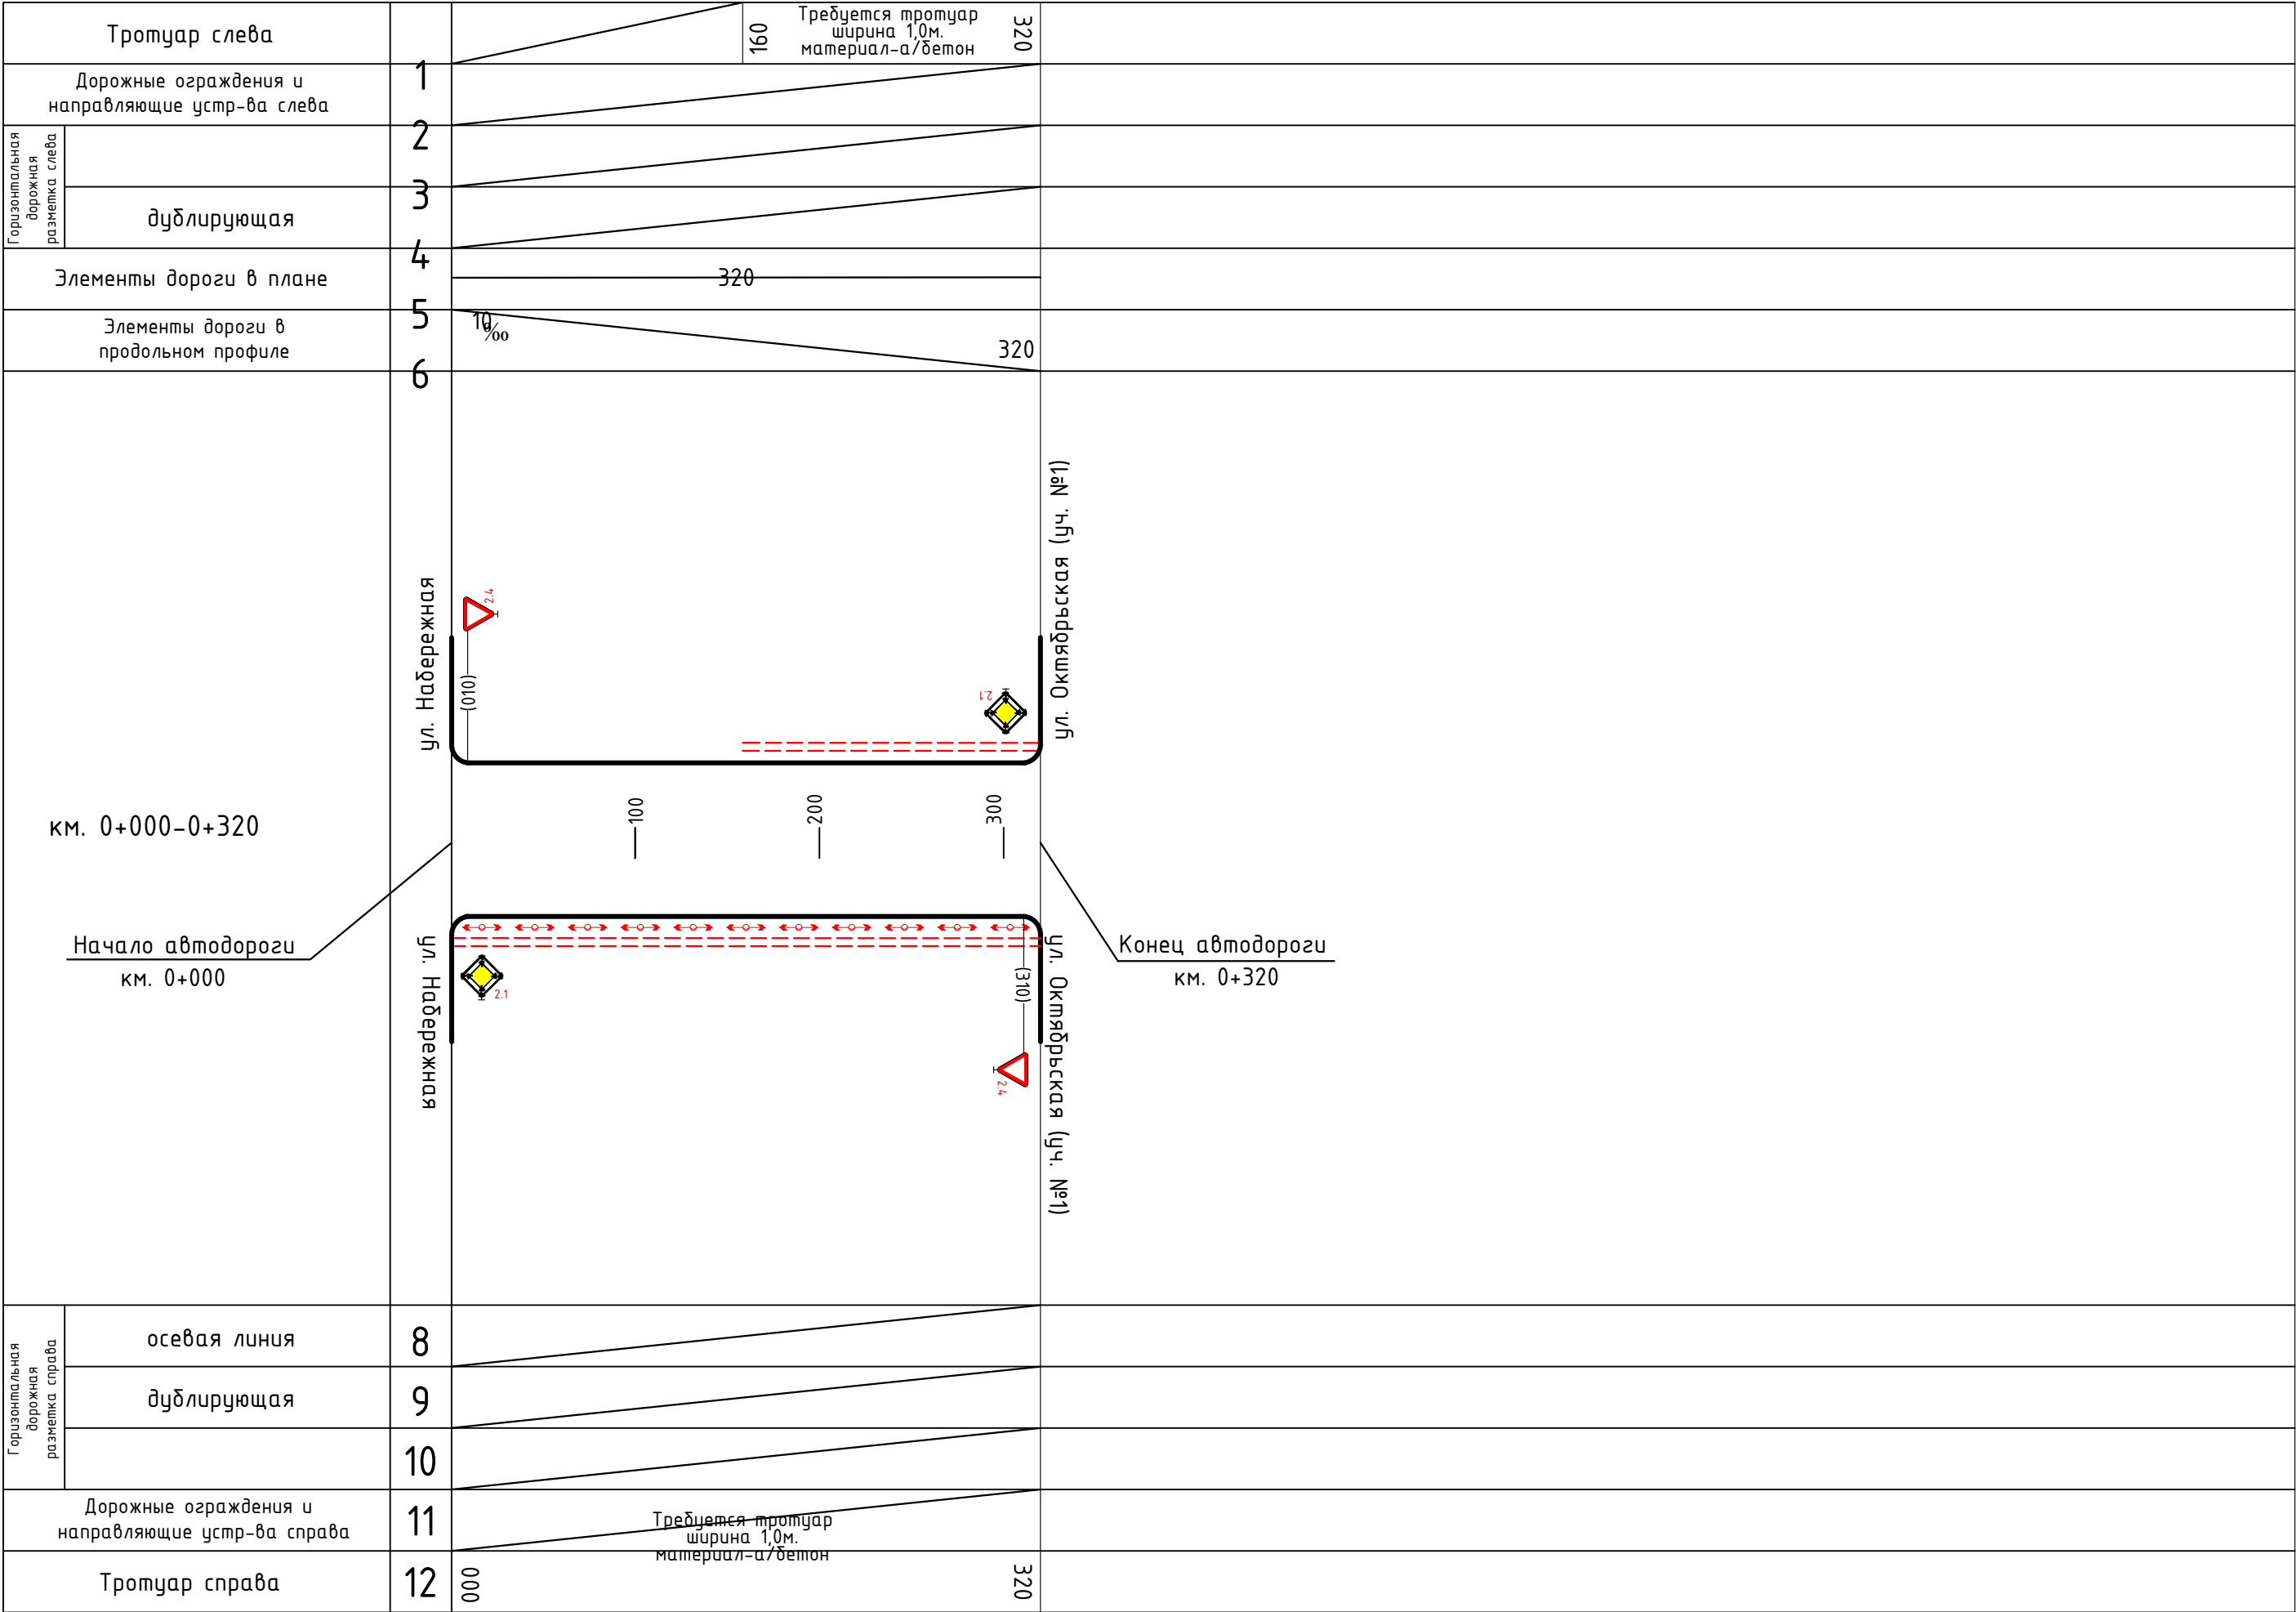 Тротуар слева
160
Требуется тротуар
ширина 1,0м.
материал-а/бетон
320
1
Дорожные ограждения и
направляющие устр-ва слева
2
Горизонтальная
дорожная
разметка слева
3
дублирующая
4
Элементы дороги в плане
320
5
Элементы дороги в
продольном профиле
10
‰
320
6
ул. Набережная
2.4
(010)
2.1
ул. Октябрьская (уч. №1)
км. 0+000-0+320
100
200
300
Начало автодороги
км. 0+000
Конец автодороги
км. 0+320
ул. Набережная
2.1
(310)
2.4
ул. Октябрьская (уч. №1)
Горизонтальная
дорожная
разметка справа
осевая линия
8
дублирующая
9
10
Дорожные ограждения и
направляющие устр-ва справа
11
Требуется тротуар
ширина 1,0м.
материал-а/бетон
Тротуар справа
12
000
320